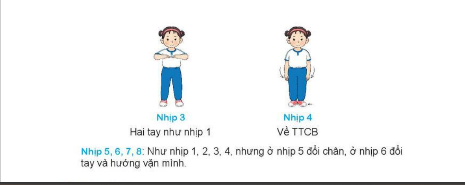 Nhịp 3
Nhịp 4
Hai tay như nhịp 1
Về TTCB
Nhịp 5, 6, 7, 8: Như nhịp 1, 2, 3, 4, nhưng ở nhịp 5 đổi chân, ở nhịp 6 đổi
tay và hướng vặn mình.